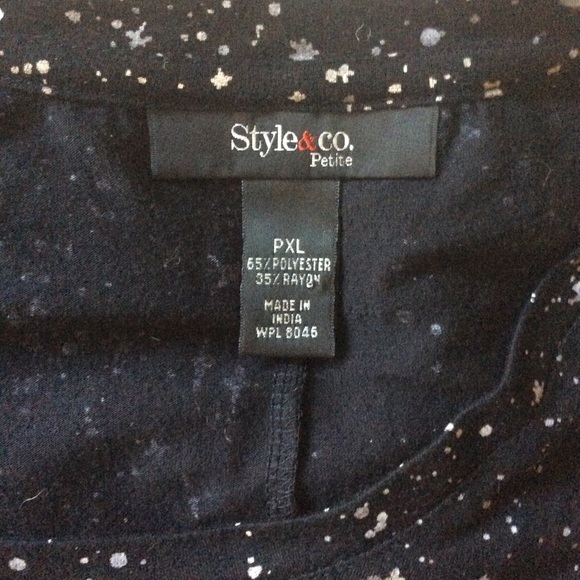 Style&co.
Petite
PXL
65% POLYESTER
35% RAYON
MADE IN
INDIA
WPL 8046